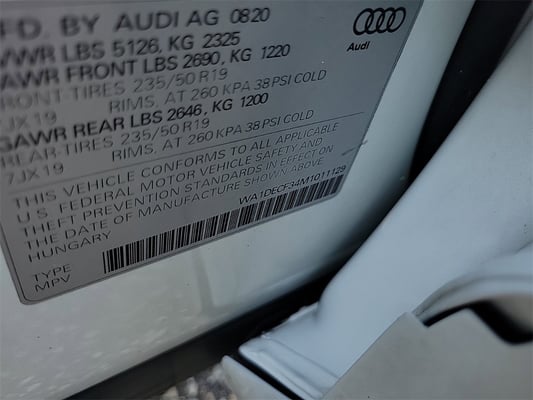 FD. BY AUDI AG 0820
VWR LBS 5126, KG 2325
AWR FRONT LBS 2690, KG 1220
FRONT-TIRES 235/50 R19
7JX19 RIMS, AT 260 KPA 38 PSI COLD
GAWR REAR LBS 2646, KG 1200
REAR-TIRES 235/50 R19
7JX19 RIMS, AT 260 KPA 38 PSI COLD
THIS VEHICLE CONFORMS TO ALL APPLICABLE
U.S. FEDERAL MOTOR VEHICLE SAFETY AND
THEFT PREVENTION STANDARDS IN EFFECT ON
THE DATE OF MANUFACTURE SHOWN ABOVE.
HUNGARY
WA1DECF34M1011129
TYPE
MPV
Audi